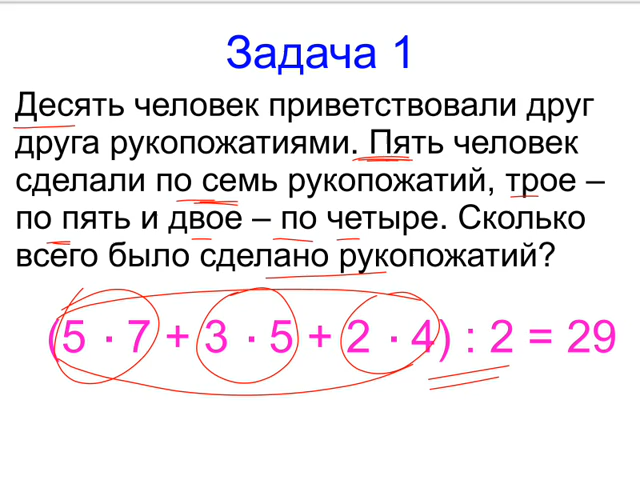 Задача 1
Десять человек приветствовали друг
друга рукопожатиями. Пять человек
сделали по семь рукопожатий, трое –
по пять и двое – по четыре. Сколько
всего было сделано рукопожатий?
(5 · 7 + 3 · 5 + 2 · 4) : 2 = 29